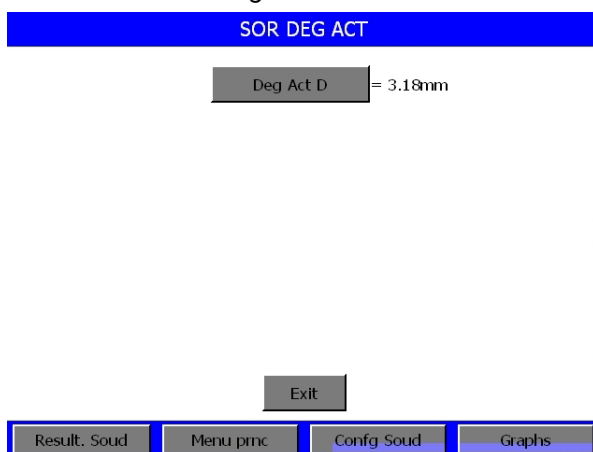 SOR DEG ACT
Deg Act D = 3.18mm
Exit
Result. Soud Menu prnc Confg Soud Graphs